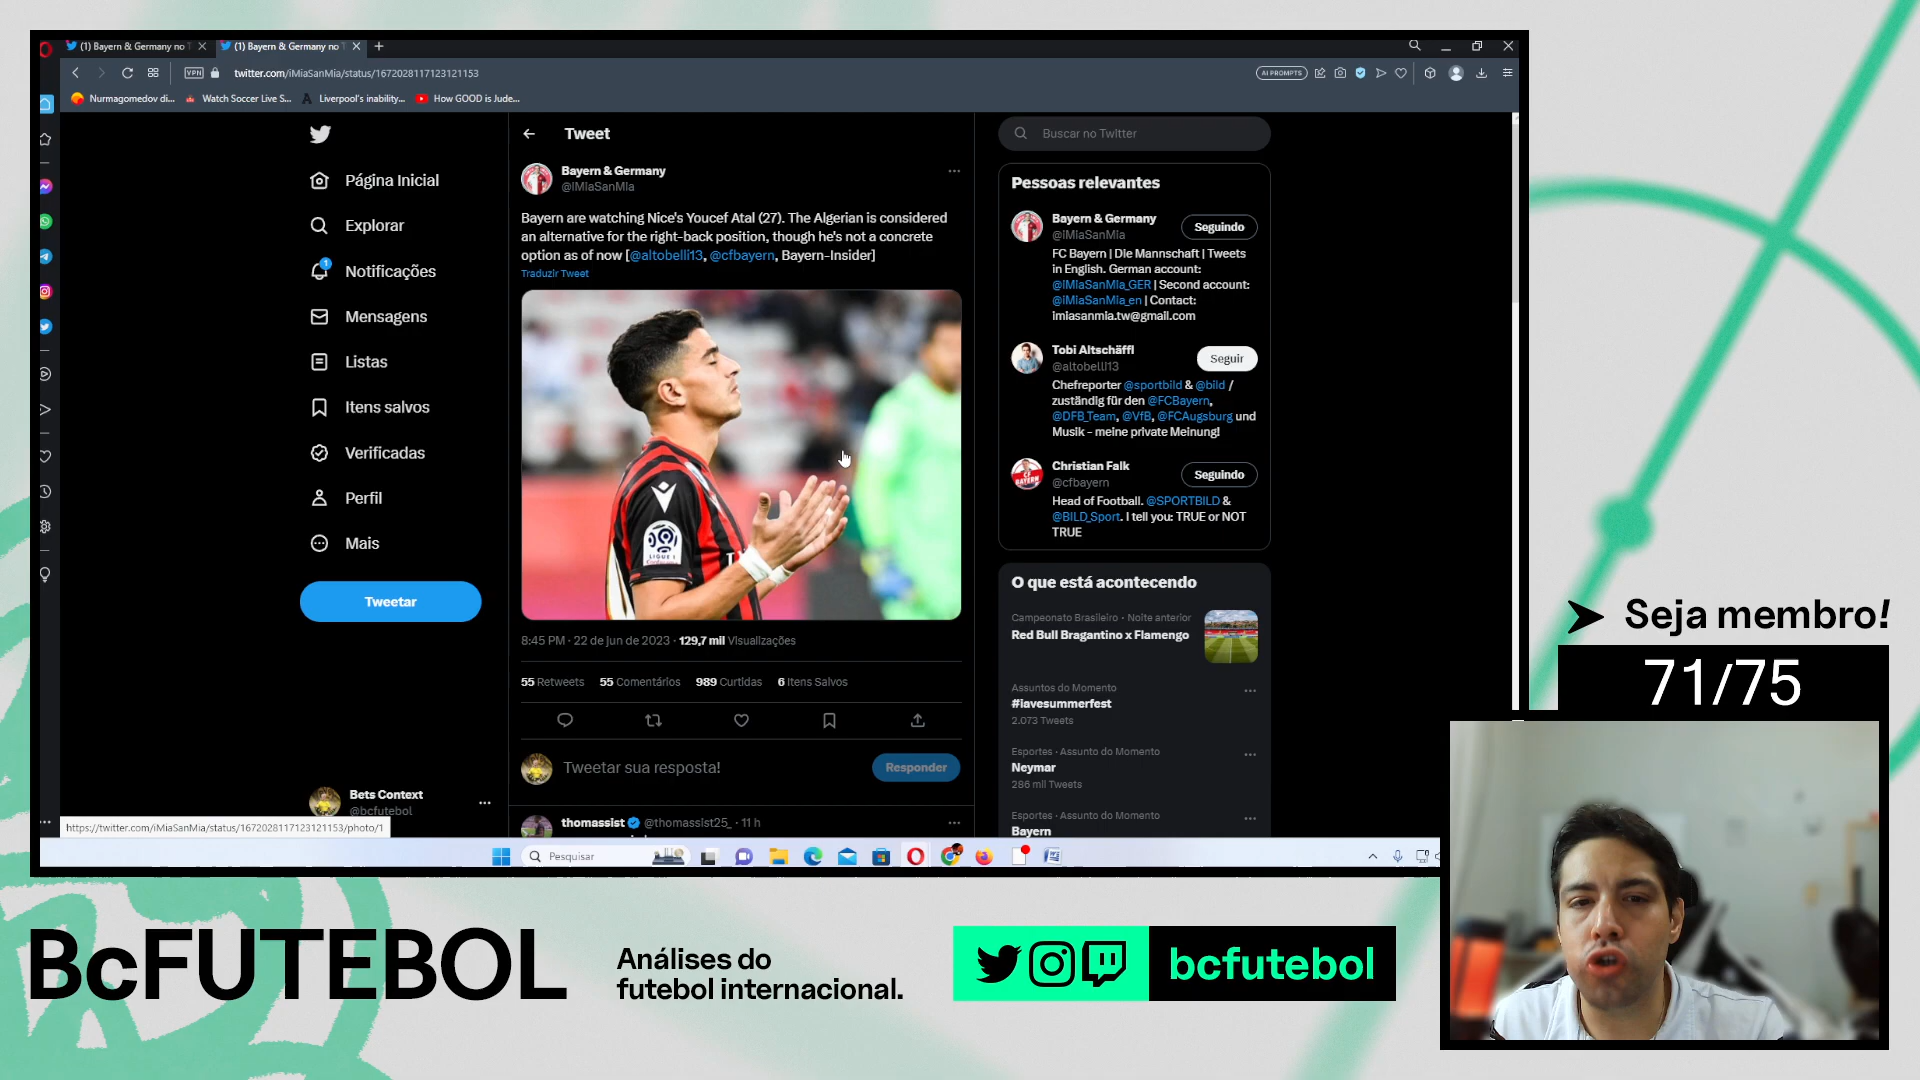 (1) Bayern & Germany no T
(1) Bayern & Germany no T
VPN
twitter.com/iMiaSanMia/status/1672028117123121153
AI PROMPTS
Nurmagomedov di...
Watch Soccer Live S...
Liverpool's inability...
How GOOD is Jude...
Página Inicial
Explorar
1
Notificações
Mensagens
Listas
Itens salvos
Verificadas
Perfil
Mais
Tweetar
Bets Context
@bcfutebol
https://twitter.com/iMiaSanMia/status/1672028117123121153/photo/1
Tweet
Bayern & Germany
@iMiaSanMia
Bayern are watching Nice's Youcef Atal (27). The Algerian is considered
an alternative for the right-back position, though he's not a concrete
option as of now [@altobelli13, @cfbayern, Bayern-Insider]
Traduzir Tweet
LIGUE 1
8:45 PM · 22 de jun de 2023 · 129,7 mil Visualizações
55 Retweets 55 Comentários 989 Curtidas 6 Itens Salvos
Tweetar sua resposta!
Responder
thomassist @thomassist25_ · 11 h
Buscar no Twitter
Pessoas relevantes
Bayern & Germany
@iMiaSanMia
Seguindo
FC Bayern | Die Mannschaft | Tweets
in English. German account:
@iMiaSanMia_GER | Second account:
@iMiaSanMia_en | Contact:
imiasanmia.tw@gmail.com
Tobi Altschäffl
@altobelli13
Seguir
Chefreporter @sportbild & @bild /
zuständig für den @FCBayern,
@DFB_Team, @VfB, @FCAugsburg und
Musik - meine private Meinung!
Christian Falk
@cfbayern
Seguindo
Head of Football. @SPORTBILD &
@BILD_Sport. I tell you: TRUE or NOT
TRUE
O que está acontecendo
Campeonato Brasileiro · Noite anterior
Red Bull Bragantino x Flamengo
Assuntos do Momento
#iavesummerfest
2.073 Tweets
Esportes · Assunto do Momento
Neymar
286 mil Tweets
Esportes · Assunto do Momento
Bayern
Pesquisar
Seja membro!
71/75
BcFUTEBOL
Análises do
futebol internacional.
bcfutebol